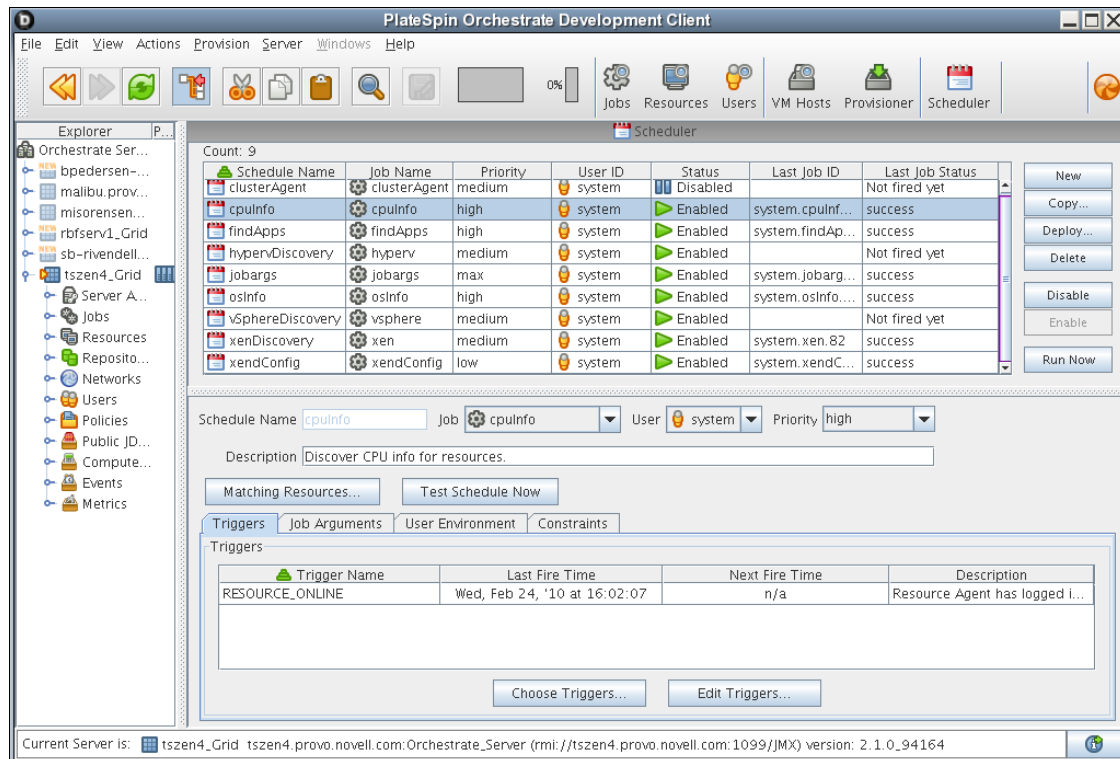 PlateSpin Orchestrate Development Client
File Edit View Actions Provision Server Windows Help
0% Jobs Resources Users VM Hosts Provisioner Scheduler
Explorer P... Scheduler
Orchestrate Ser...
NEW bpedersen-...
malibu.prov...
misorensen...
NEW rbfserv1_Grid
NEW sb-rivendell...
tszen4_Grid
Server A...
Jobs
Resources
Reposito...
Networks
Users
Policies
Public JD...
Compute...
Events
Metrics
Count: 9
Schedule Name Job Name Priority User ID Status Last Job ID Last Job Status
clusterAgent clusterAgent medium system Disabled Not fired yet
cpuInfo cpuInfo high system Enabled system.cpuInf... success
findApps findApps high system Enabled system.findAp... success
hypervDiscovery hyperv medium system Enabled Not fired yet
jobargs jobargs max system Enabled system.jobarg... success
osInfo osInfo high system Enabled system.osInfo.... success
vSphereDiscovery vsphere medium system Enabled Not fired yet
xenDiscovery xen medium system Enabled system.xen.82 success
xendConfig xendConfig low system Enabled system.xendC... success
New
Copy...
Deploy...
Delete
Disable
Enable
Run Now
Schedule Name cpuInfo Job cpuInfo User system Priority high
Description Discover CPU info for resources.
Matching Resources... Test Schedule Now
Triggers Job Arguments User Environment Constraints
Triggers
Trigger Name Last Fire Time Next Fire Time Description
RESOURCE_ONLINE Wed, Feb 24, '10 at 16:02:07 n/a Resource Agent has logged i...
Choose Triggers... Edit Triggers...
Current Server is: tszen4_Grid tszen4.provo.novell.com:Orchestrate_Server (rmi://tszen4.provo.novell.com:1099/JMX) version: 2.1.0_94164